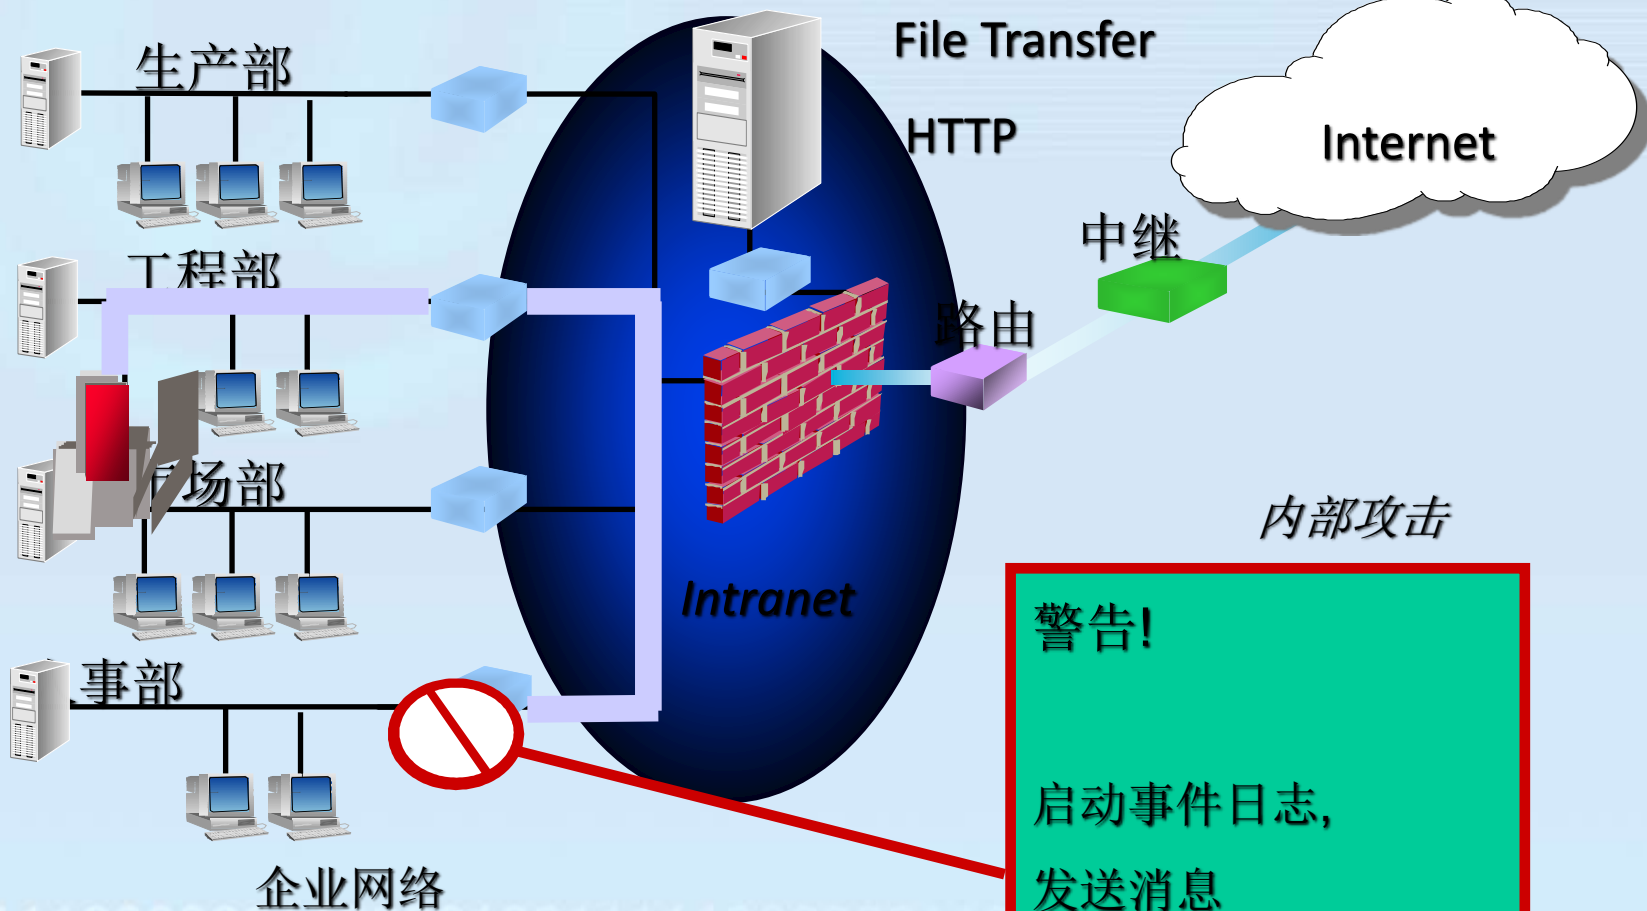 生产部
File Transfer
HTTP
Internet
中继
工程部
路由
市场部
内部攻击
Intranet
警告!
事部
启动事件日志,
发送消息
企业网络